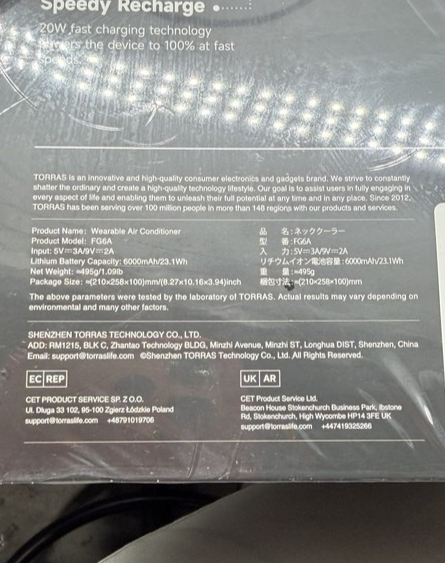 Speedy Recharge
20W fast charging technology
powers the device to 100% at fast
speeds.
TORRAS is an innovative and high-quality consumer electronics and gadgets brand. We strive to constantly
shatter the ordinary and create a high-quality technology lifestyle. Our goal is to assist users in fully engaging in
every aspect of life and enabling them to unleash their full potential at any time and in any place. Since 2012,
TORRAS has been serving over 100 million people in more than 148 regions with our products and services.
Product Name: Wearable Air Conditioner
Product Model: FG6A
Input: 5V⎓3A/9V⎓2A
Lithium Battery Capacity: 6000mAh/23.1Wh
Net Weight: ≈495g/1.09lb
Package Size: ≈(210×258×100)mm/(8.27×10.16×3.94)inch
品 名:ネッククーラー
型 番:FG6A
入 力:5V⎓3A/9V⎓2A
リチウムイオン電池容量:6000mAh/23.1Wh
重 量:≈495g
梱包寸法:≈(210×258×100)mm
The above parameters were tested by the laboratory of TORRAS. Actual results may vary depending on
environmental and many other factors.
SHENZHEN TORRAS TECHNOLOGY CO., LTD.
ADD: RM1215, BLK C, Zhantao Technology BLDG, Minzhi Avenue, Minzhi ST, Longhua DIST, Shenzhen, China
Email: support@torraslife.com ©Shenzhen TORRAS Technology Co., Ltd. All Rights Reserved.
EC REP
CET PRODUCT SERVICE SP. Z O.O.
Ul. Dluga 33 102, 95-100 Zgierz Łódzkie Poland
support@torraslife.com +48791019706
UK AR
CET Product Service Ltd.
Beacon House Stokenchurch Business Park, Ibstone
Rd, Stokenchurch, High Wycombe HP14 3FE UK
support@torraslife.com +447419325266